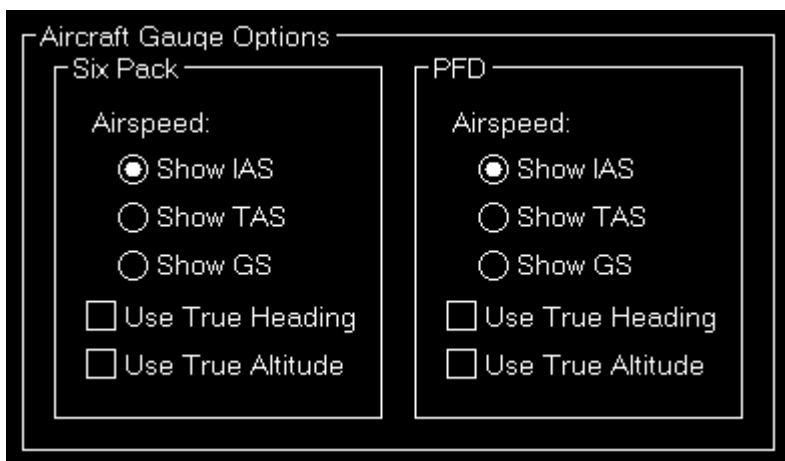 Aircraft Gauge Options
Six Pack
Airspeed:
Show IAS
Show TAS
Show GS
Use True Heading
Use True Altitude
PFD
Airspeed:
Show IAS
Show TAS
Show GS
Use True Heading
Use True Altitude